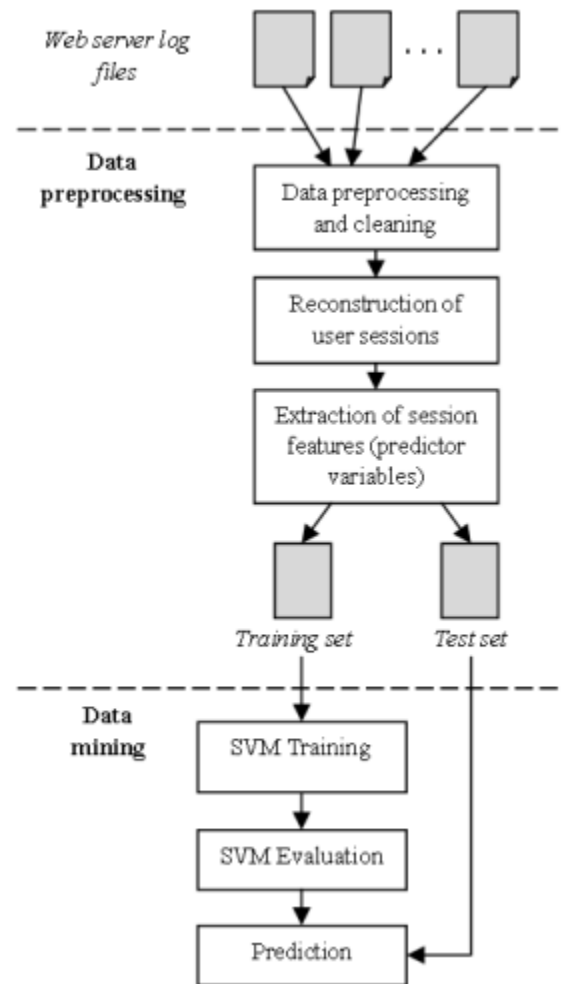 Web server log
files
. . .
Data
preprocessing
Data preprocessing
and cleaning
Reconstruction of
user sessions
Extraction of session
features (predictor
variables)
Training set
Test set
Data
mining
SVM Training
SVM Evaluation
Prediction